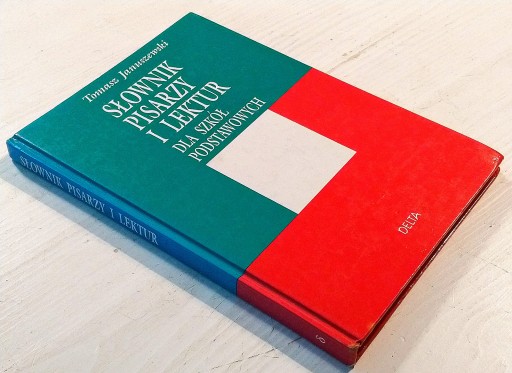 Tomasz Januszewski
SŁOWNIK
PISARZY
I LEKTUR
DLA SZKÓŁ
PODSTAWOWYCH
DELTA
SŁOWNIK PISARZY I LEKTUR